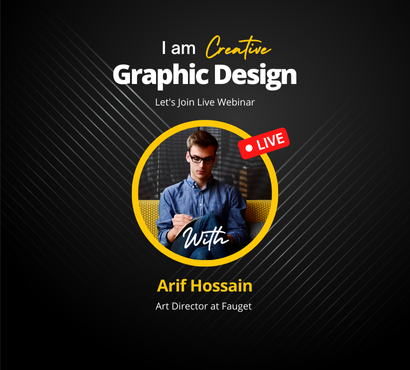 I am Creative
Graphic Design
Let's Join Live Webinar
LIVE
With
Arif Hossain
Art Director at Fauget